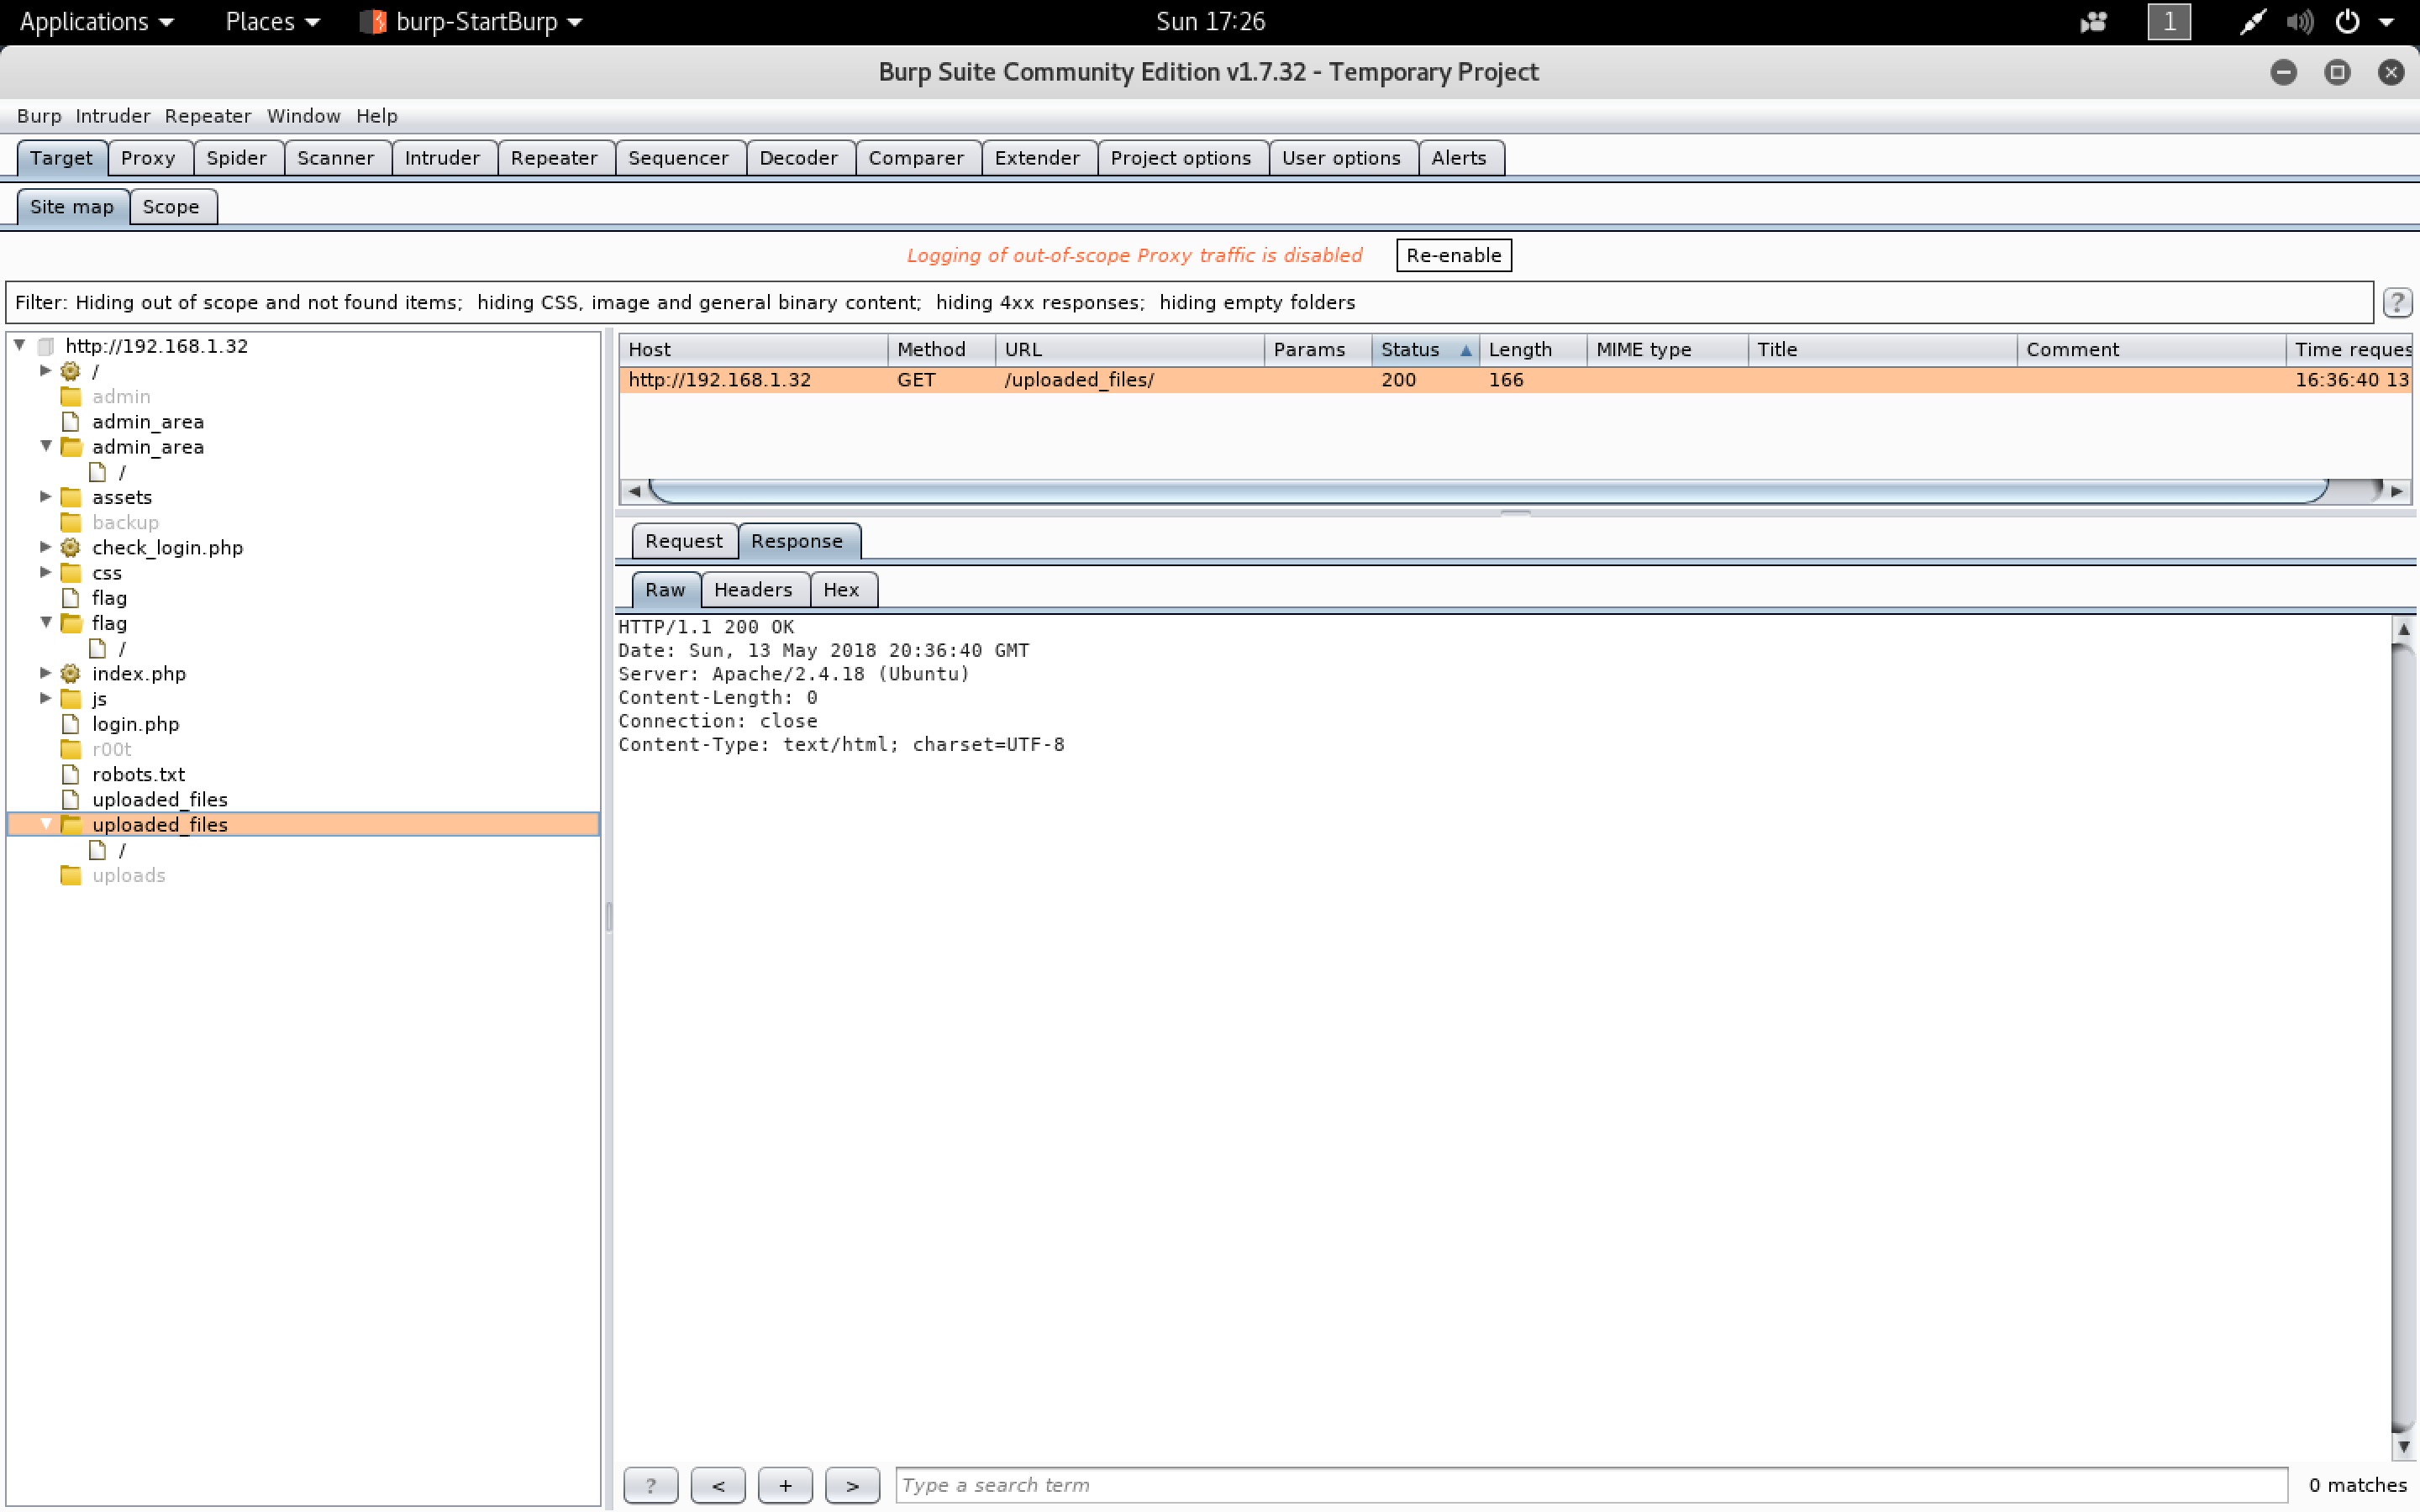 Applications Places burp-StartBurp Sun 17:26 1
Burp Suite Community Edition v1.7.32 - Temporary Project
Burp Intruder Repeater Window Help
Target Proxy Spider Scanner Intruder Repeater Sequencer Decoder Comparer Extender Project options User options Alerts
Site map Scope
Logging of out-of-scope Proxy traffic is disabled Re-enable
Filter: Hiding out of scope and not found items; hiding CSS, image and general binary content; hiding 4xx responses; hiding empty folders ?
http://192.168.1.32
/
admin
admin_area
admin_area
/
assets
backup
check_login.php
css
flag
flag
/
index.php
js
login.php
r00t
robots.txt
uploaded_files
uploaded_files
/
uploads
Host Method URL Params Status Length MIME type Title Comment Time reques
http://192.168.1.32 GET /uploaded_files/ 200 166 16:36:40 13
Request Response
Raw Headers Hex
HTTP/1.1 200 OK
Date: Sun, 13 May 2018 20:36:40 GMT
Server: Apache/2.4.18 (Ubuntu)
Content-Length: 0
Connection: close
Content-Type: text/html; charset=UTF-8
? < + > Type a search term 0 matches